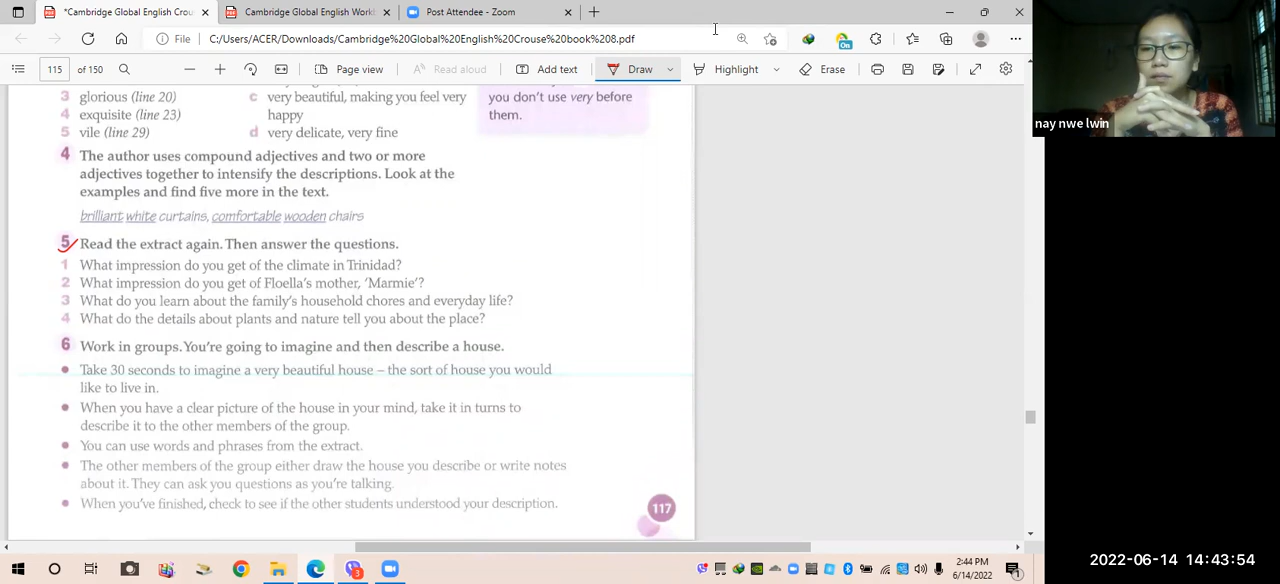 *Cambridge Global English Crou
Cambridge Global English Workb
Post Attendee - Zoom
File
C:/Users/ACER/Downloads/Cambridge%20Global%20English%20Crouse%20book%208.pdf
on
115 of 150
Page view
Read aloud
Add text
Draw
Highlight
Erase
3 glorious (line 20)
c very beautiful, making you feel very
happy
you don't use very before
them.
4 exquisite (line 23)
5 vile (line 29)
d very delicate, very fine
4 The author uses compound adjectives and two or more
adjectives together to intensify the descriptions. Look at the
examples and find five more in the text.
brilliant white curtains, comfortable wooden chairs
5 Read the extract again. Then answer the questions.
1 What impression do you get of the climate in Trinidad?
2 What impression do you get of Floella's mother, 'Marmie'?
3 What do you learn about the family's household chores and everyday life?
4 What do the details about plants and nature tell you about the place?
6 Work in groups. You're going to imagine and then describe a house.
• Take 30 seconds to imagine a very beautiful house – the sort of house you would
like to live in.
• When you have a clear picture of the house in your mind, take it in turns to
describe it to the other members of the group.
• You can use words and phrases from the extract.
• The other members of the group either draw the house you describe or write notes
about it. They can ask you questions as you're talking.
• When you've finished, check to see if the other students understood your description.
117
nay nwe lwin
3
2:44 PM
6/14/2022
1
2022-06-14 14:43:54